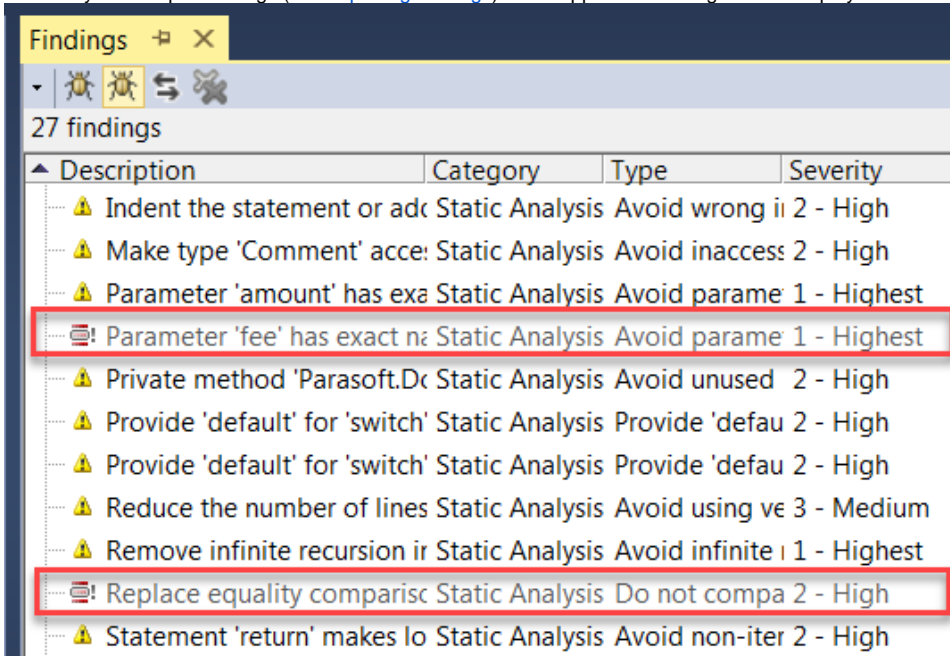 Findings
27 findings
Description Category Type Severity
Indent the statement or add Static Analysis Avoid wrong 2 - High
Make type 'Comment' acce Static Analysis Avoid inaccess 2 - High
Parameter 'amount' has exa Static Analysis Avoid parame 1 - Highest
Parameter 'fee' has exact na Static Analysis Avoid parame 1 - Highest
Private method 'Parasoft.Do Static Analysis Avoid unused 2 - High
Provide 'default' for 'switch' Static Analysis Provide 'defau 2 - High
Provide 'default' for 'switch' Static Analysis Provide 'defau 2 - High
Reduce the number of lines Static Analysis Avoid using ve 3 - Medium
Remove infinite recursion in Static Analysis Avoid infinite 1 - Highest
Replace equality comparisc Static Analysis Do not compa 2 - High
Statement 'return' makes lo Static Analysis Avoid non-iter 2 - High